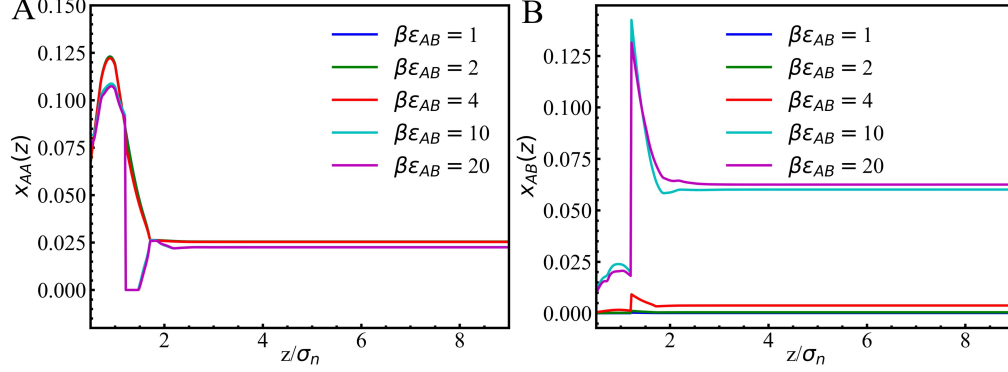 A
0.150
0.125
0.100
0.075
0.050
0.025
0.000
x_AA(z)
βε_AB = 1
βε_AB = 2
βε_AB = 4
βε_AB = 10
βε_AB = 20
2 4 6 8
z/σ_n
B
0.125
0.100
0.075
0.050
0.025
0.000
x_AB(z)
βε_AB = 1
βε_AB = 2
βε_AB = 4
βε_AB = 10
βε_AB = 20
2 4 6 8
z/σ_n